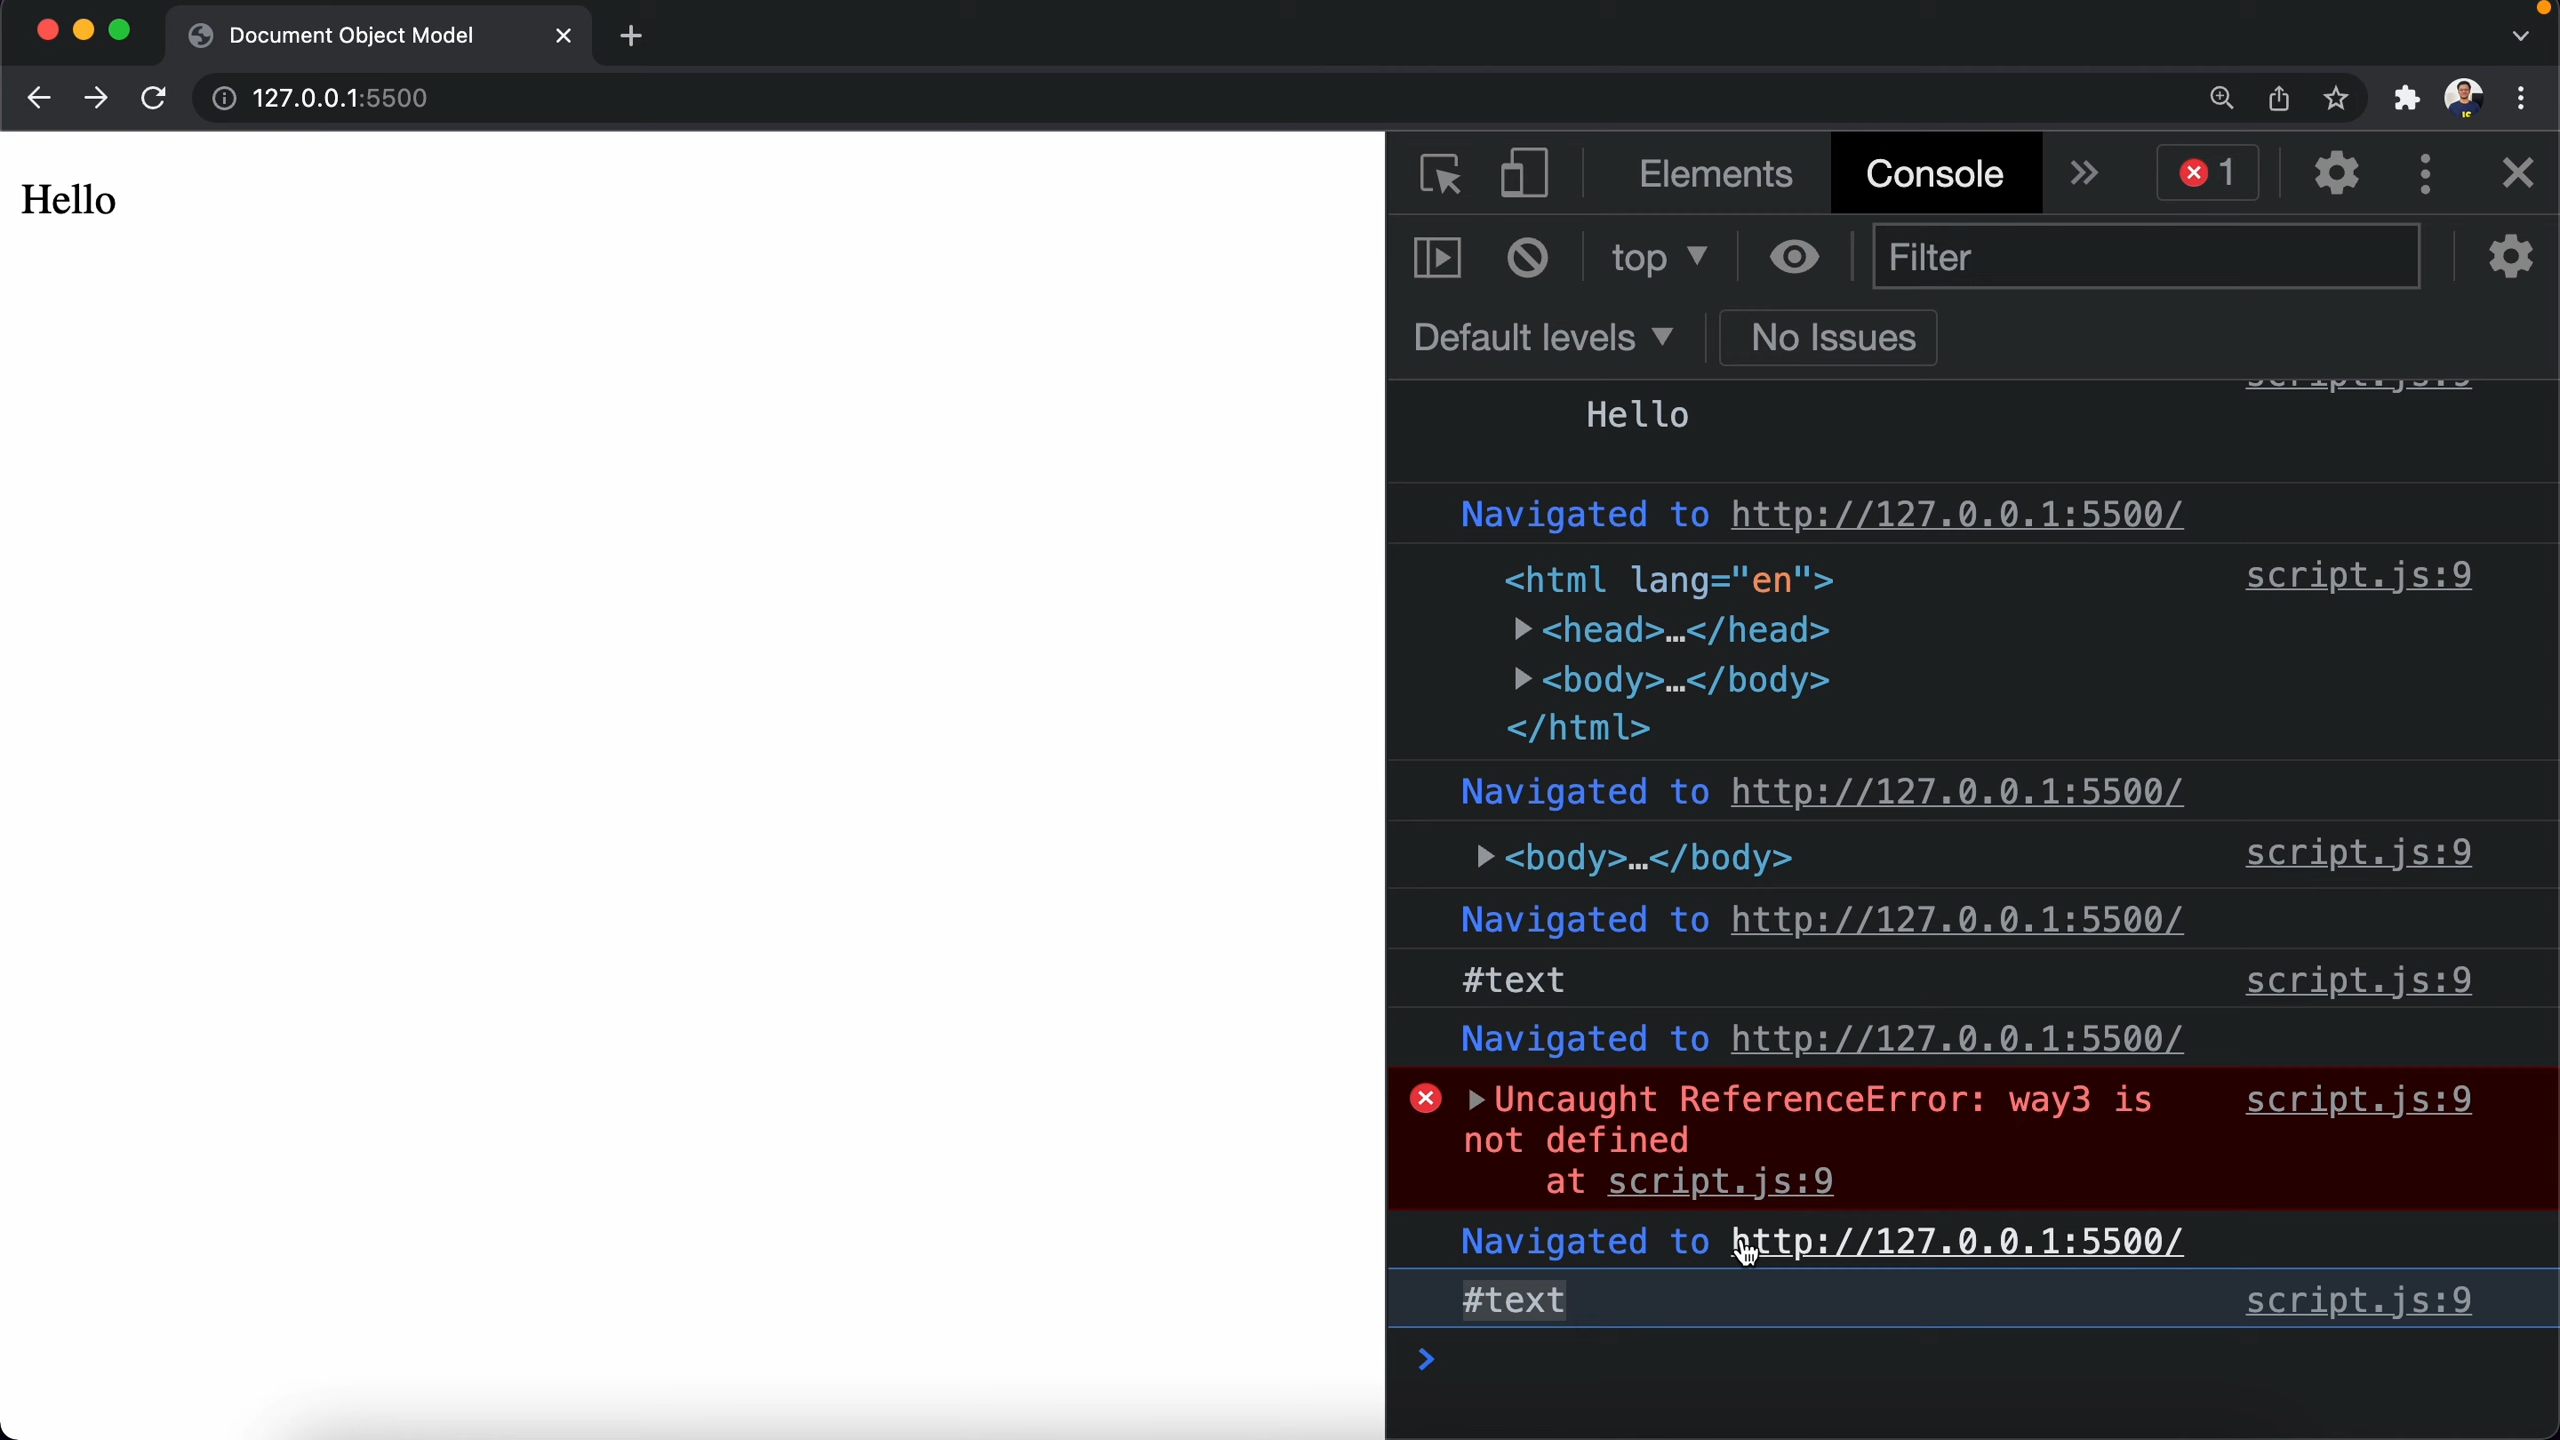 Document Object Model
127.0.0.1:5500
Hello
Elements
Console
1
top
Filter
Default levels
No Issues
script.js:9
Hello
Navigated to http://127.0.0.1:5500/
<html lang="en">
script.js:9
<head>…</head>
<body>…</body>
</html>
Navigated to http://127.0.0.1:5500/
<body>…</body>
script.js:9
Navigated to http://127.0.0.1:5500/
#text
script.js:9
Navigated to http://127.0.0.1:5500/
Uncaught ReferenceError: way3 is
script.js:9
not defined
at script.js:9
Navigated to http://127.0.0.1:5500/
#text
script.js:9